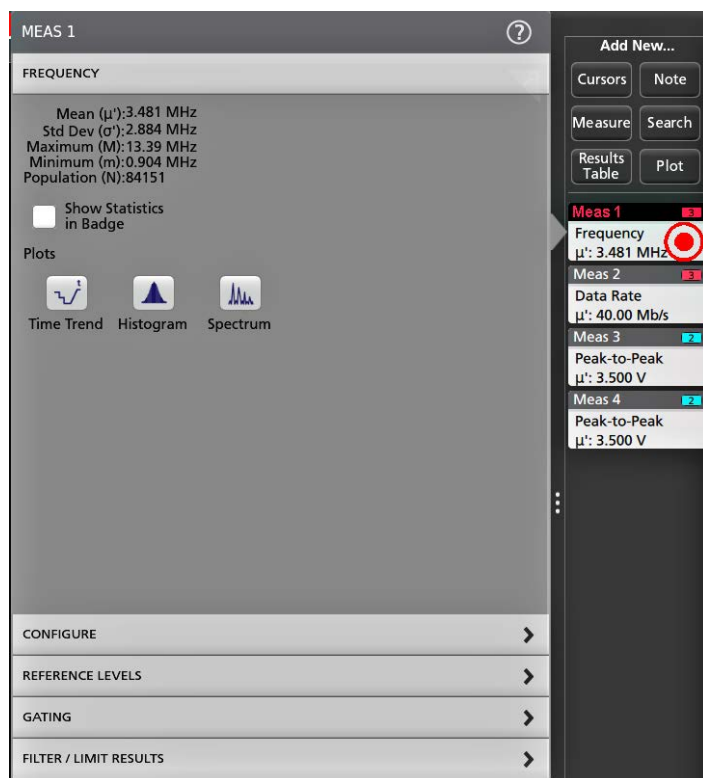 MEAS 1
?
FREQUENCY
Mean (µ'):3.481 MHz
Std Dev (σ'):2.884 MHz
Maximum (M):13.39 MHz
Minimum (m):0.904 MHz
Population (N):84151
Show Statistics
in Badge
Plots
t
Time Trend Histogram Spectrum
CONFIGURE
REFERENCE LEVELS
GATING
FILTER / LIMIT RESULTS
Add New...
Cursors Note
Measure Search
Results
Table
Plot
Meas 1 3
Frequency
µ': 3.481 MHz
Meas 2 3
Data Rate
µ': 40.00 Mb/s
Meas 3 2
Peak-to-Peak
µ': 3.500 V
Meas 4 2
Peak-to-Peak
µ': 3.500 V